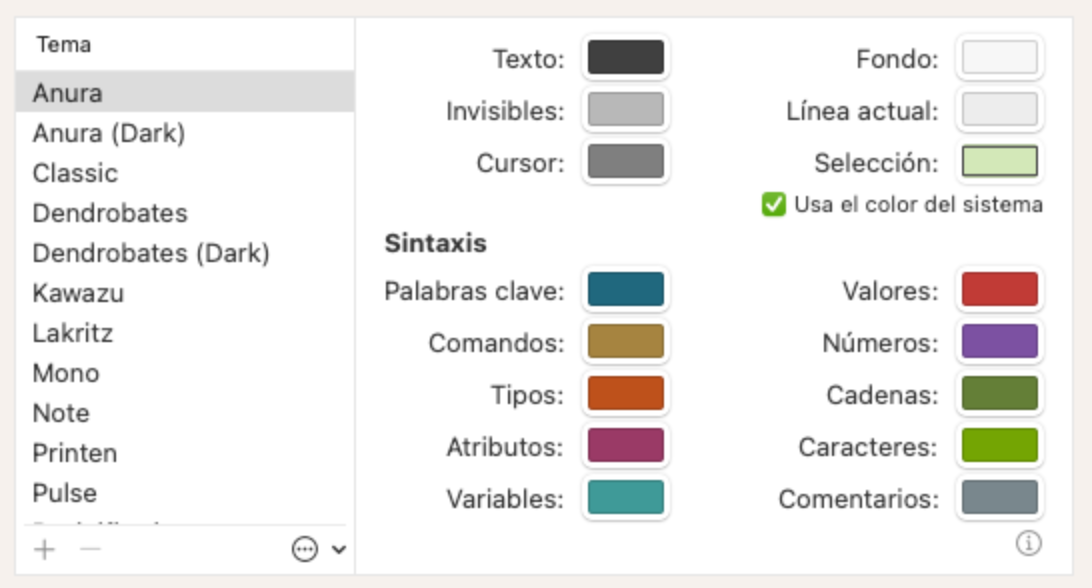 Tema
Anura
Anura (Dark)
Classic
Dendrobates
Dendrobates (Dark)
Kawazu
Lakritz
Mono
Note
Printen
Pulse
Texto:
Fondo:
Invisibles:
Línea actual:
Cursor:
Selección:
Usa el color del sistema
Sintaxis
Palabras clave:
Valores:
Comandos:
Números:
Tipos:
Cadenas:
Atributos:
Caracteres:
Variables:
Comentarios: